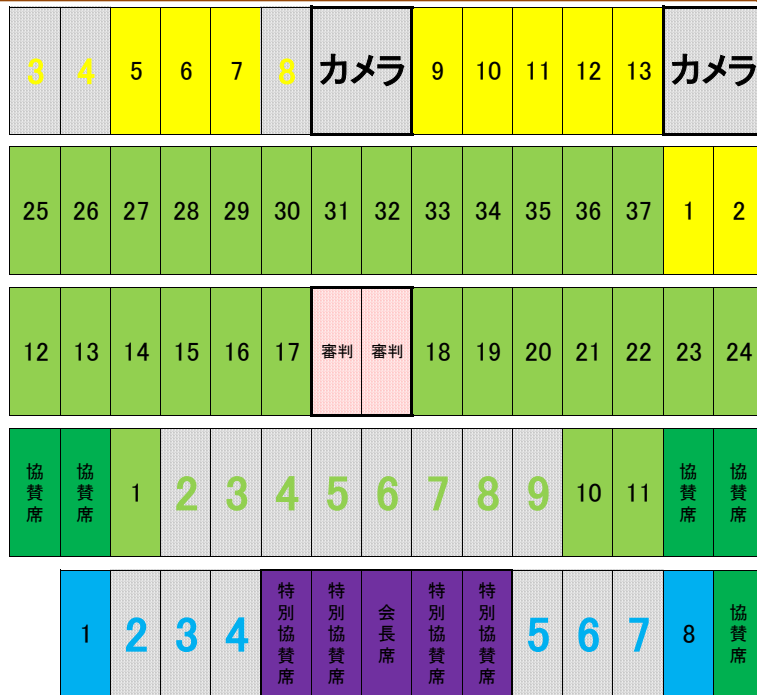 3 4 5 6 7 8 カメラ 9 10 11 12 13 カメラ
25 26 27 28 29 30 31 32 33 34 35 36 37 1 2
12 13 14 15 16 17 審判 審判 18 19 20 21 22 23 24
協賛席 協賛席 1 2 3 4 5 6 7 8 9 10 11 協賛席 協賛席
1 2 3 4 特別協賛席 特別協賛席 会長席 特別協賛席 特別協賛席 5 6 7 8 協賛席